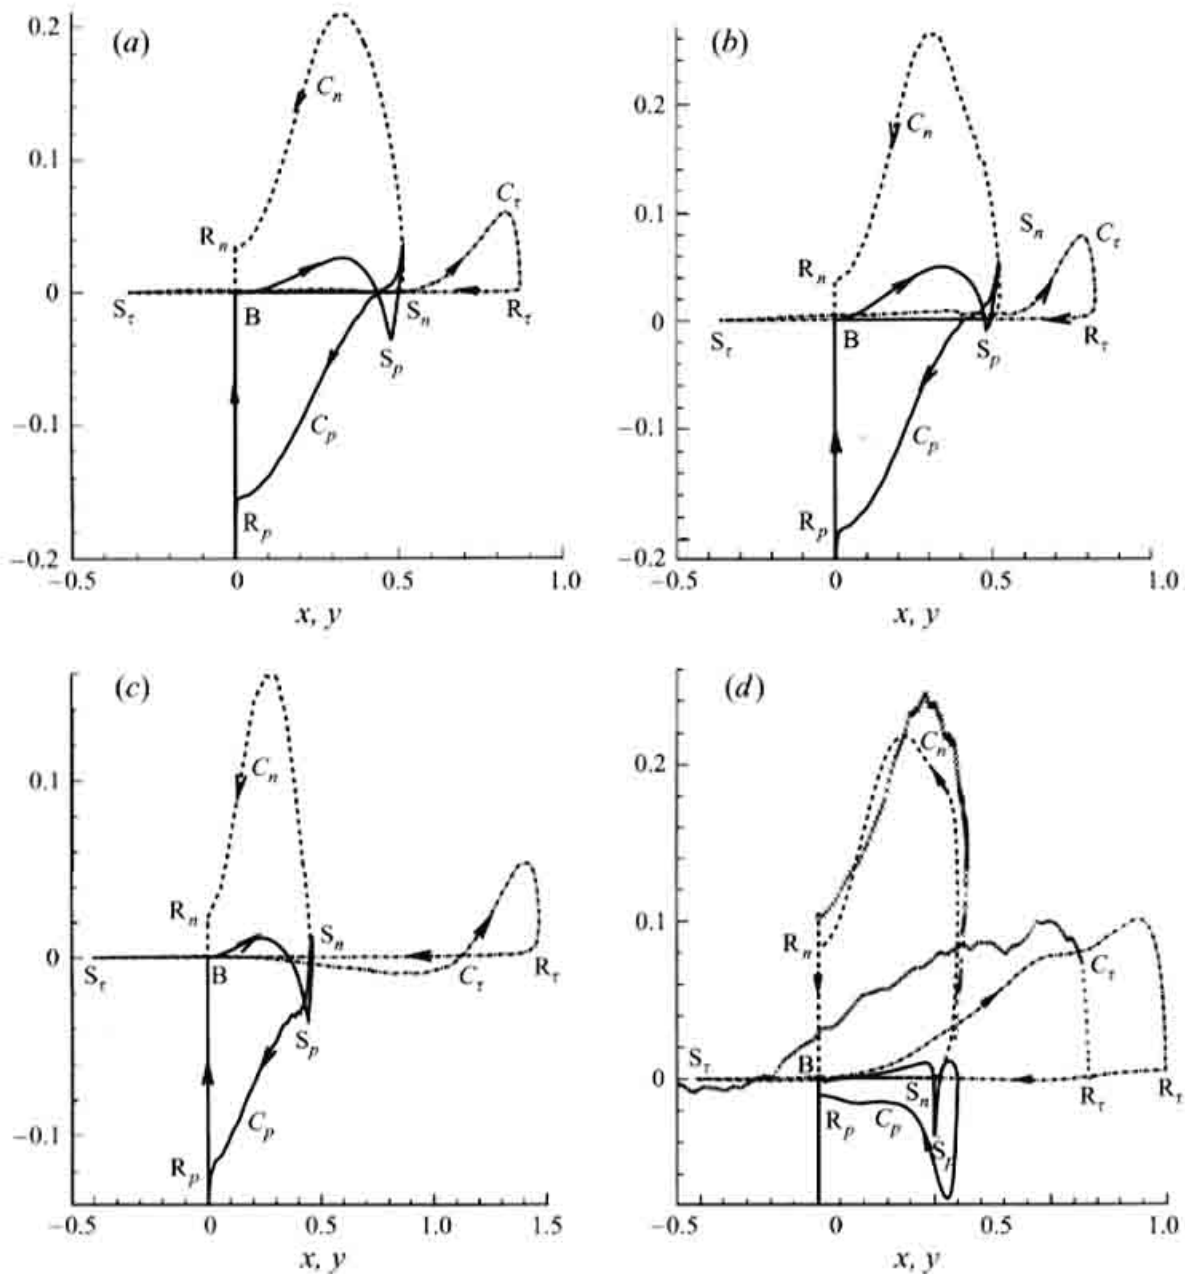 (a)
0.2
0.1
0
−0.1
−0.2
C_n
R_n
C_τ
S_τ
B
S_n
R_τ
S_p
C_p
R_p
−0.5
0
0.5
1.0
x, y
(b)
0.2
0.1
0
−0.1
−0.2
C_n
R_n
S_n
C_τ
S_τ
B
S_p
R_τ
C_p
R_p
−0.5
0
0.5
1.0
x, y
(c)
0.1
0
−0.1
C_n
R_n
S_n
S_τ
B
C_τ
R_τ
S_p
C_p
R_p
−0.5
0
0.5
1.0
1.5
x, y
(d)
0.2
0.1
0
C_n
R_n
C_τ
S_τ
B
S_n
R_τ
R_τ
R_p
C_p
S_p
−0.5
0
0.5
1.0
x, y